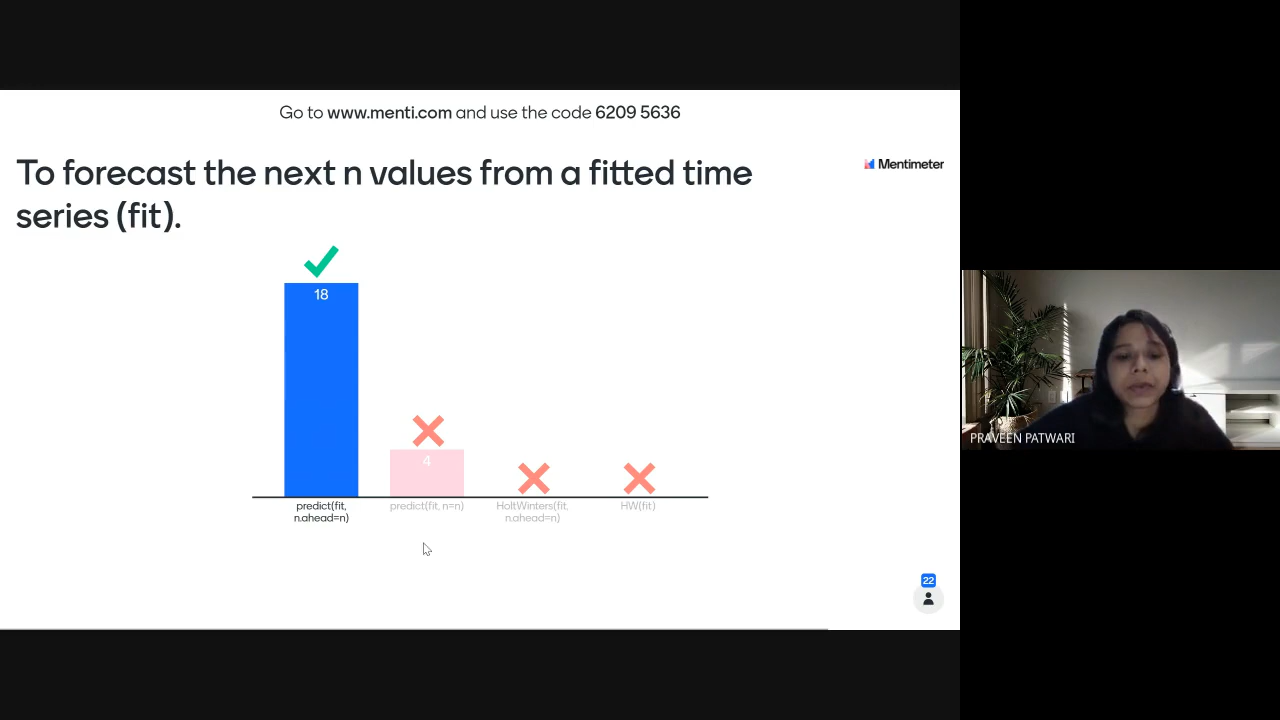 Go to www.menti.com and use the code 6209 5636
To forecast the next n values from a fitted time
series (fit).
Mentimeter
18
4
predict(fit,
n.ahead=n)
predict(fit, n=n)
HoltWinters(fit,
n.ahead=n)
HW(fit)
22
PRAVEEN PATWARI